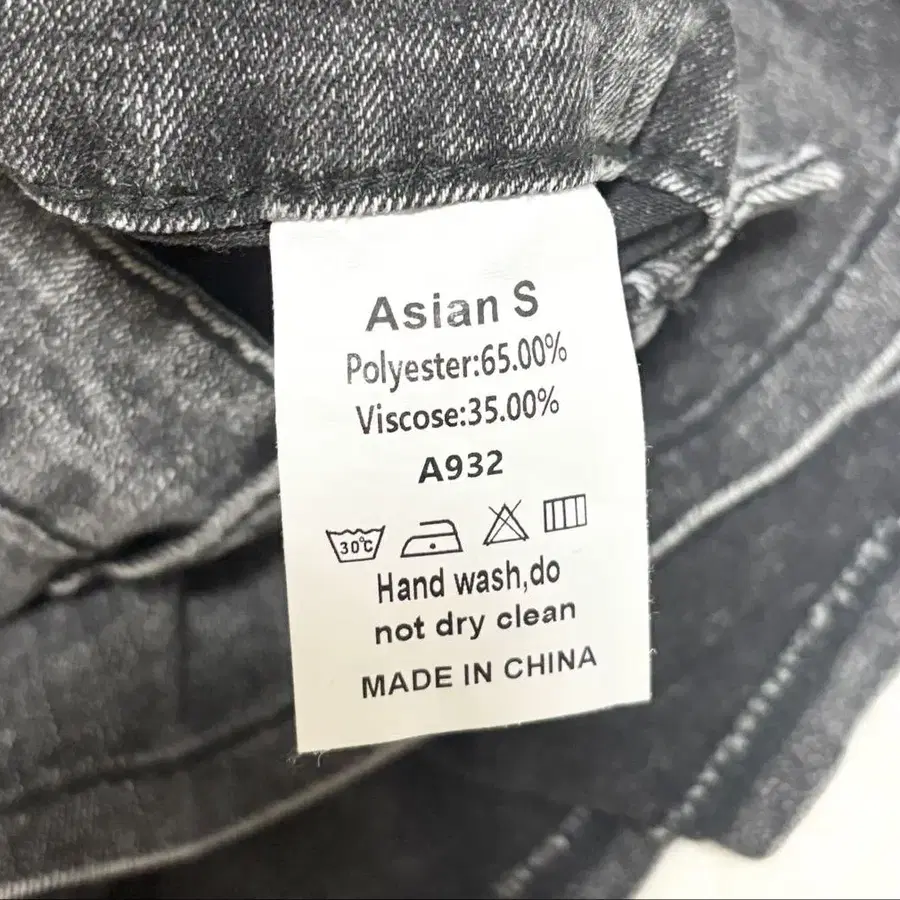 Asian S
Polyester:65.00%
Viscose:35.00%
A932
30℃
Hand wash,do
not dry clean
MADE IN CHINA